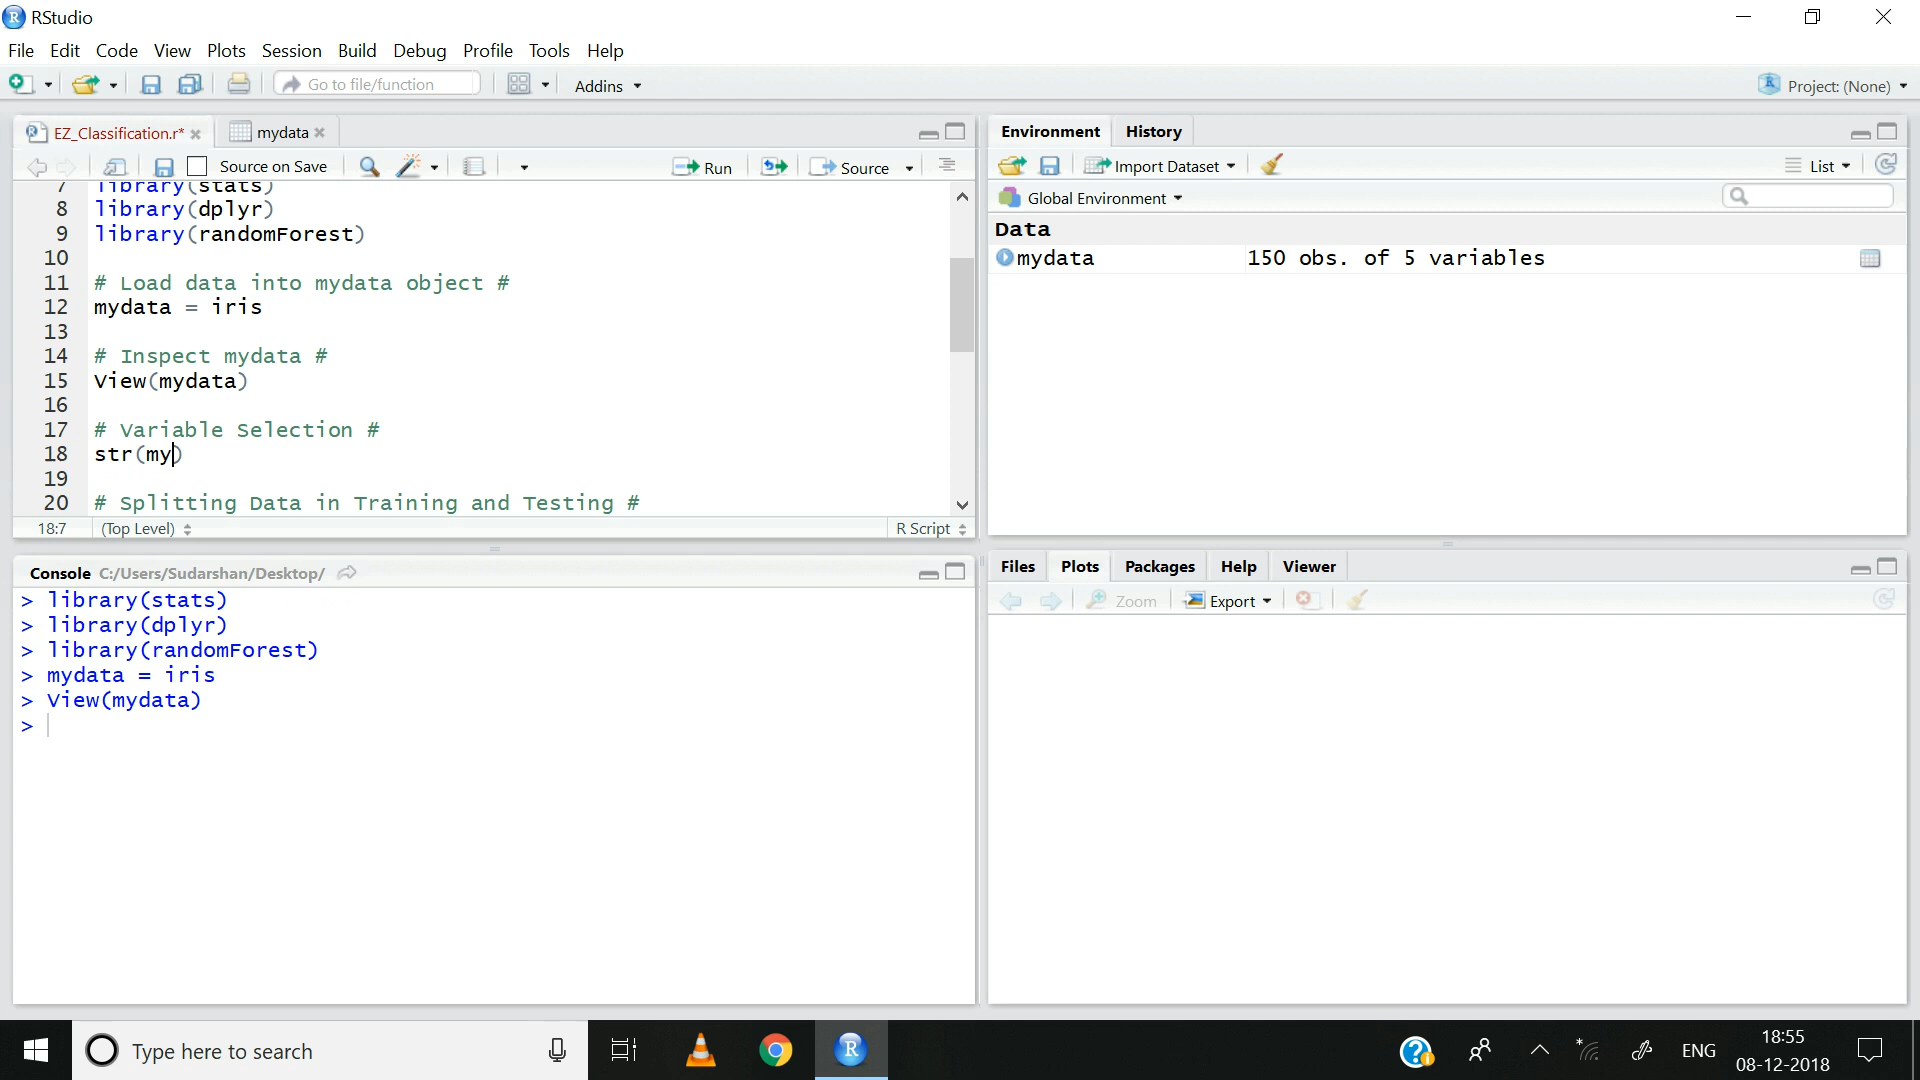 RStudio
File Edit Code View Plots Session Build Debug Profile Tools Help
Go to file/function Addins Project: (None)
EZ_Classification.r* mydata
Source on Save Run Source
7 library(stats)
8 library(dplyr)
9 library(randomForest)
10
11 # Load data into mydata object #
12 mydata = iris
13
14 # Inspect mydata #
15 View(mydata)
16
17 # Variable Selection #
18 str(my)
19
20 # Splitting Data in Training and Testing #
18:7 (Top Level) R Script
Console C:/Users/Sudarshan/Desktop/
> library(stats)
> library(dplyr)
> library(randomForest)
> mydata = iris
> View(mydata)
>
Environment History
Import Dataset List
Global Environment
Data
mydata 150 obs. of 5 variables
Files Plots Packages Help Viewer
Zoom Export
Type here to search
ENG
18:55
08-12-2018